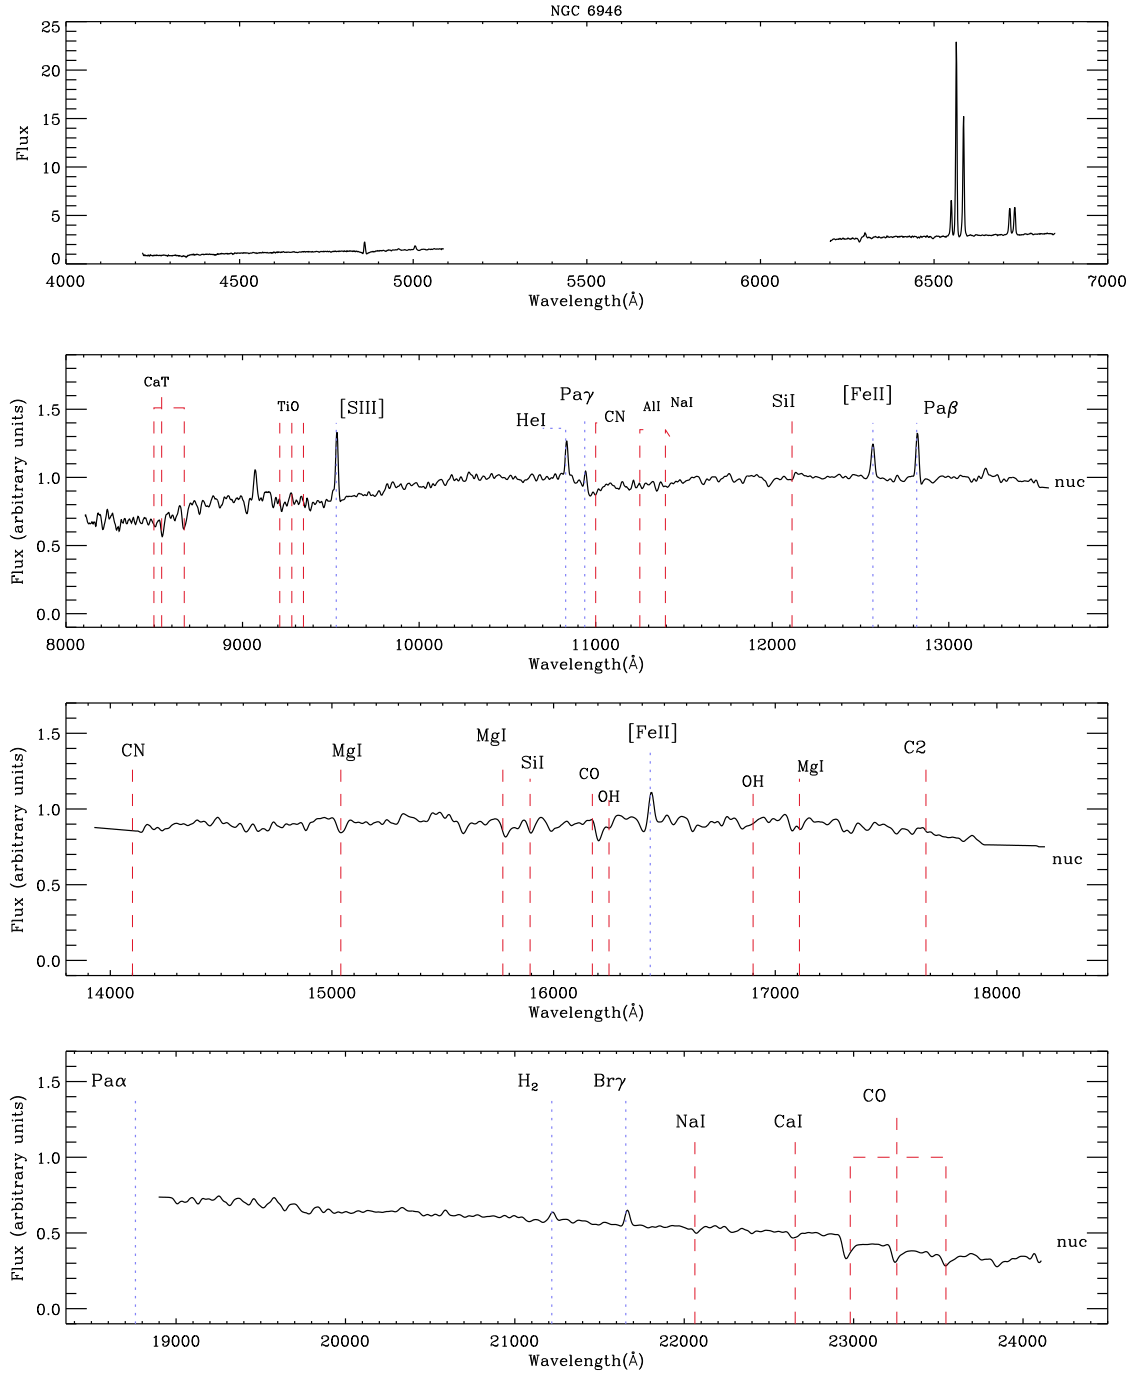 NGC 6946
25
20
15
10
5
0
Flux
4000 4500 5000 5500 6000 6500 7000
Wavelength(Å)
CaT
TiO
[SIII]
HeI
Paγ
CN
AlI
NaI
SiI
[FeII]
Paβ
nuc
1.5
1.0
0.5
0.0
Flux (arbitrary units)
8000 9000 10000 11000 12000 13000
Wavelength(Å)
CN
MgI
MgI
SiI
CO
OH
[FeII]
OH
MgI
C2
nuc
1.5
1.0
0.5
0.0
Flux (arbitrary units)
14000 15000 16000 17000 18000
Wavelength(Å)
Paα
H₂
Brγ
NaI
CaI
CO
nuc
1.5
1.0
0.5
0.0
Flux (arbitrary units)
19000 20000 21000 22000 23000 24000
Wavelength(Å)